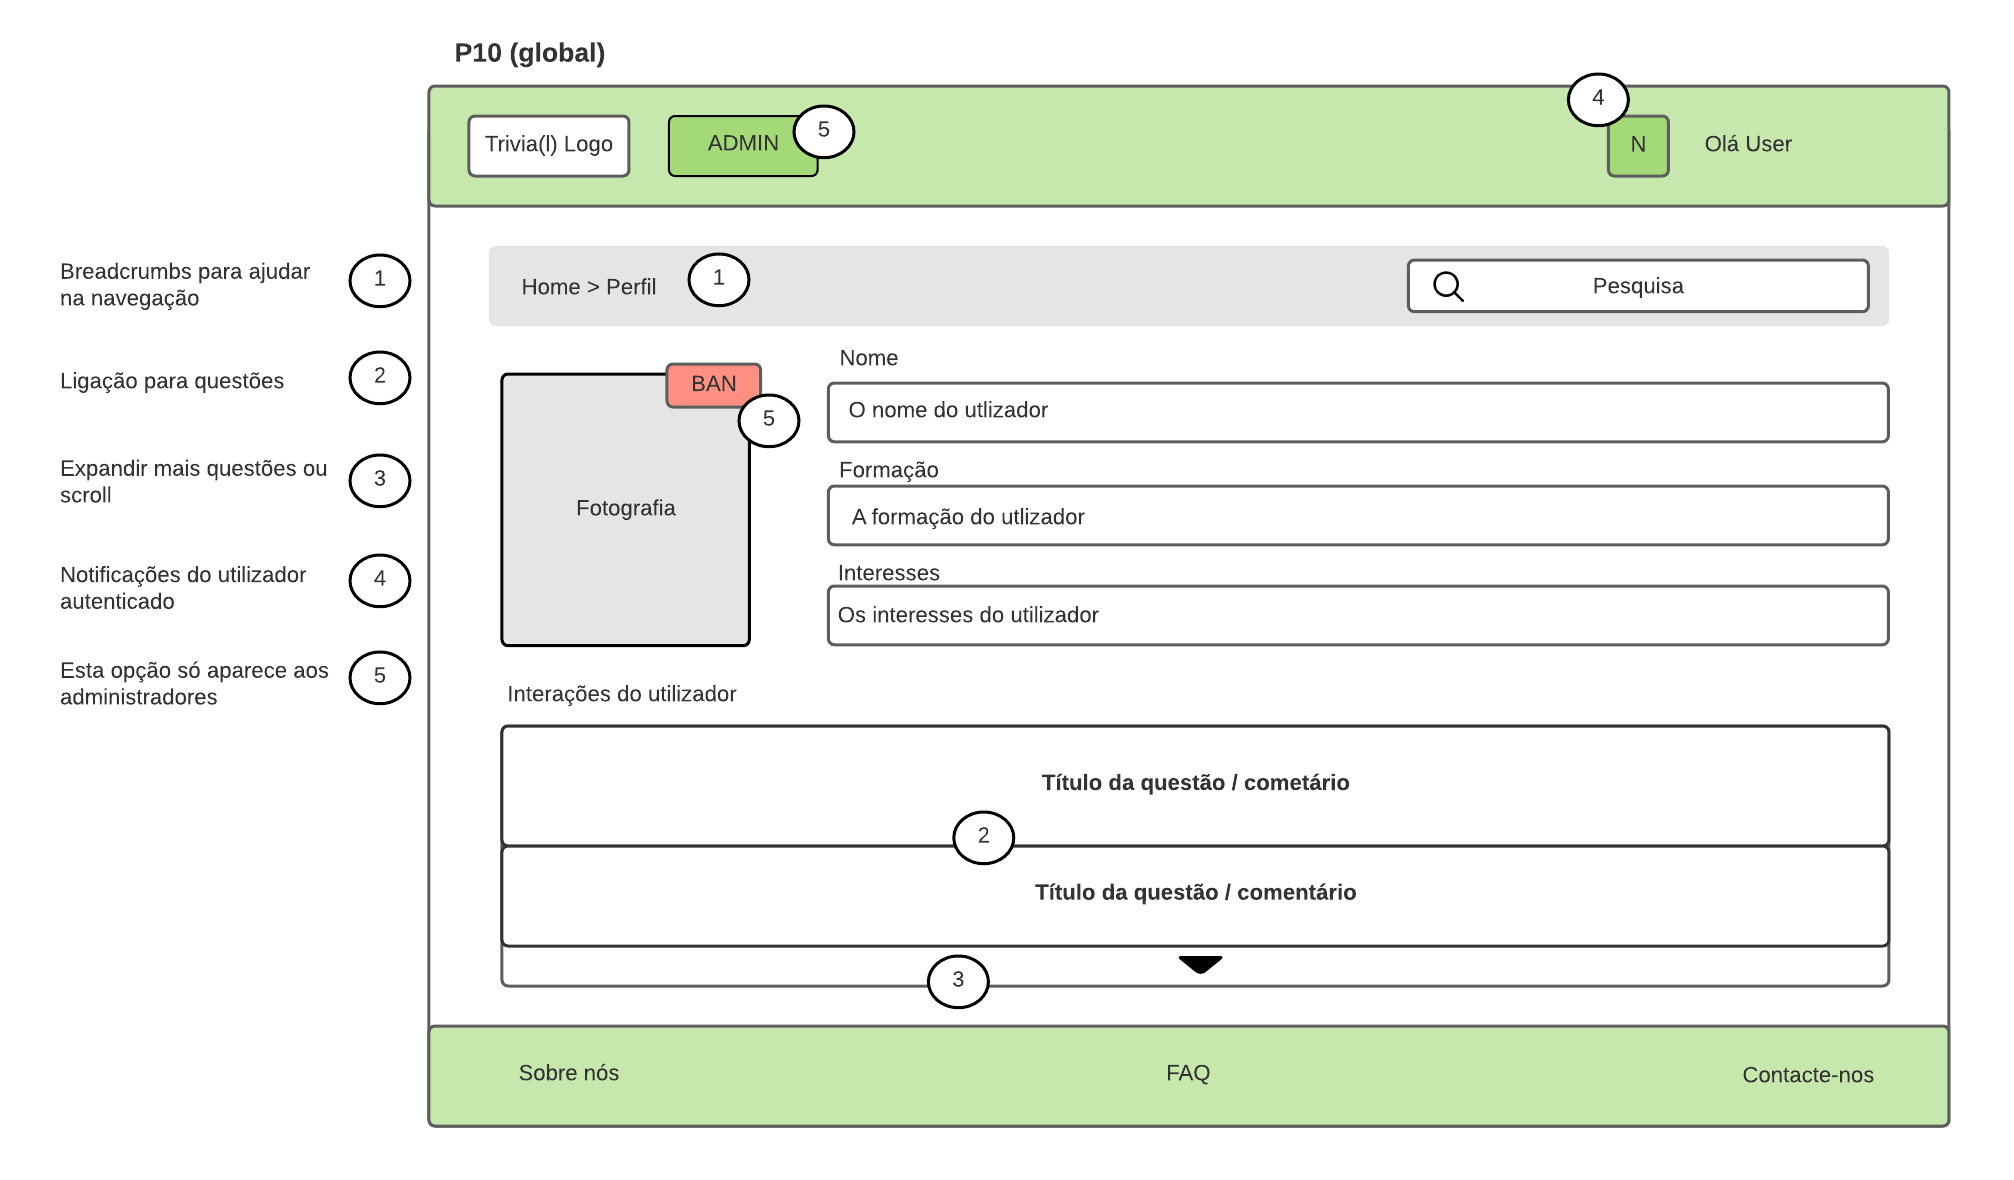 P10 (global)
Trivia(l) Logo
ADMIN
5
4
N
Olá User
Breadcrumbs para ajudar
na navegação
1
Ligação para questões
2
Expandir mais questões ou
scroll
3
Notificações do utilizador
autenticado
4
Esta opção só aparece aos
administradores
5
Home > Perfil
1
Pesquisa
BAN
5
Fotografia
Nome
O nome do utlizador
Formação
A formação do utlizador
Interesses
Os interesses do utilizador
Interações do utilizador
Título da questão / cometário
2
Título da questão / comentário
3
Sobre nós
FAQ
Contacte-nos